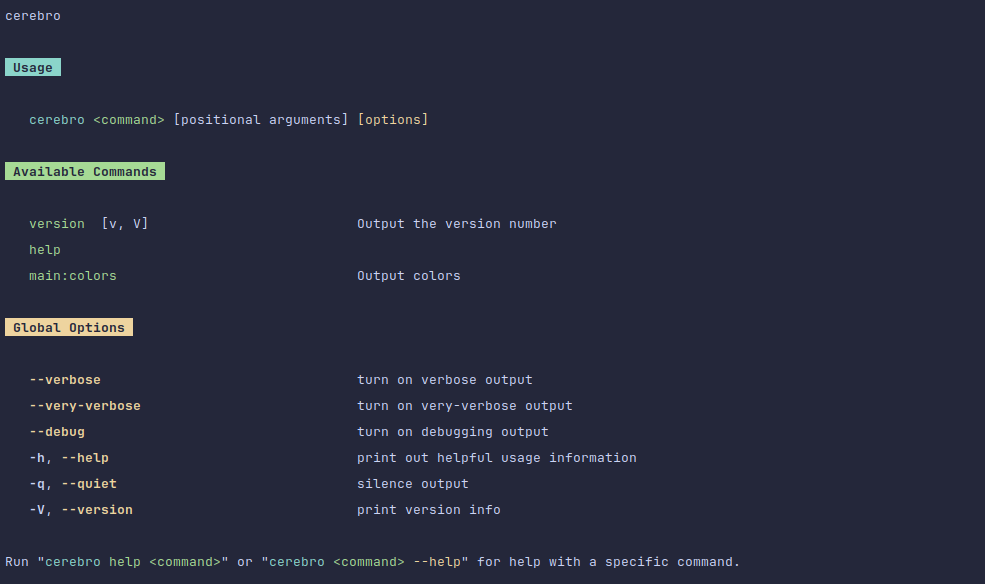 cerebro
Usage
cerebro <command> [positional arguments] [options]
Available Commands
version [v, V] Output the version number
help
main:colors Output colors
Global Options
--verbose turn on verbose output
--very-verbose turn on very-verbose output
--debug turn on debugging output
-h, --help print out helpful usage information
-q, --quiet silence output
-V, --version print version info
Run "cerebro help <command>" or "cerebro <command> --help" for help with a specific command.